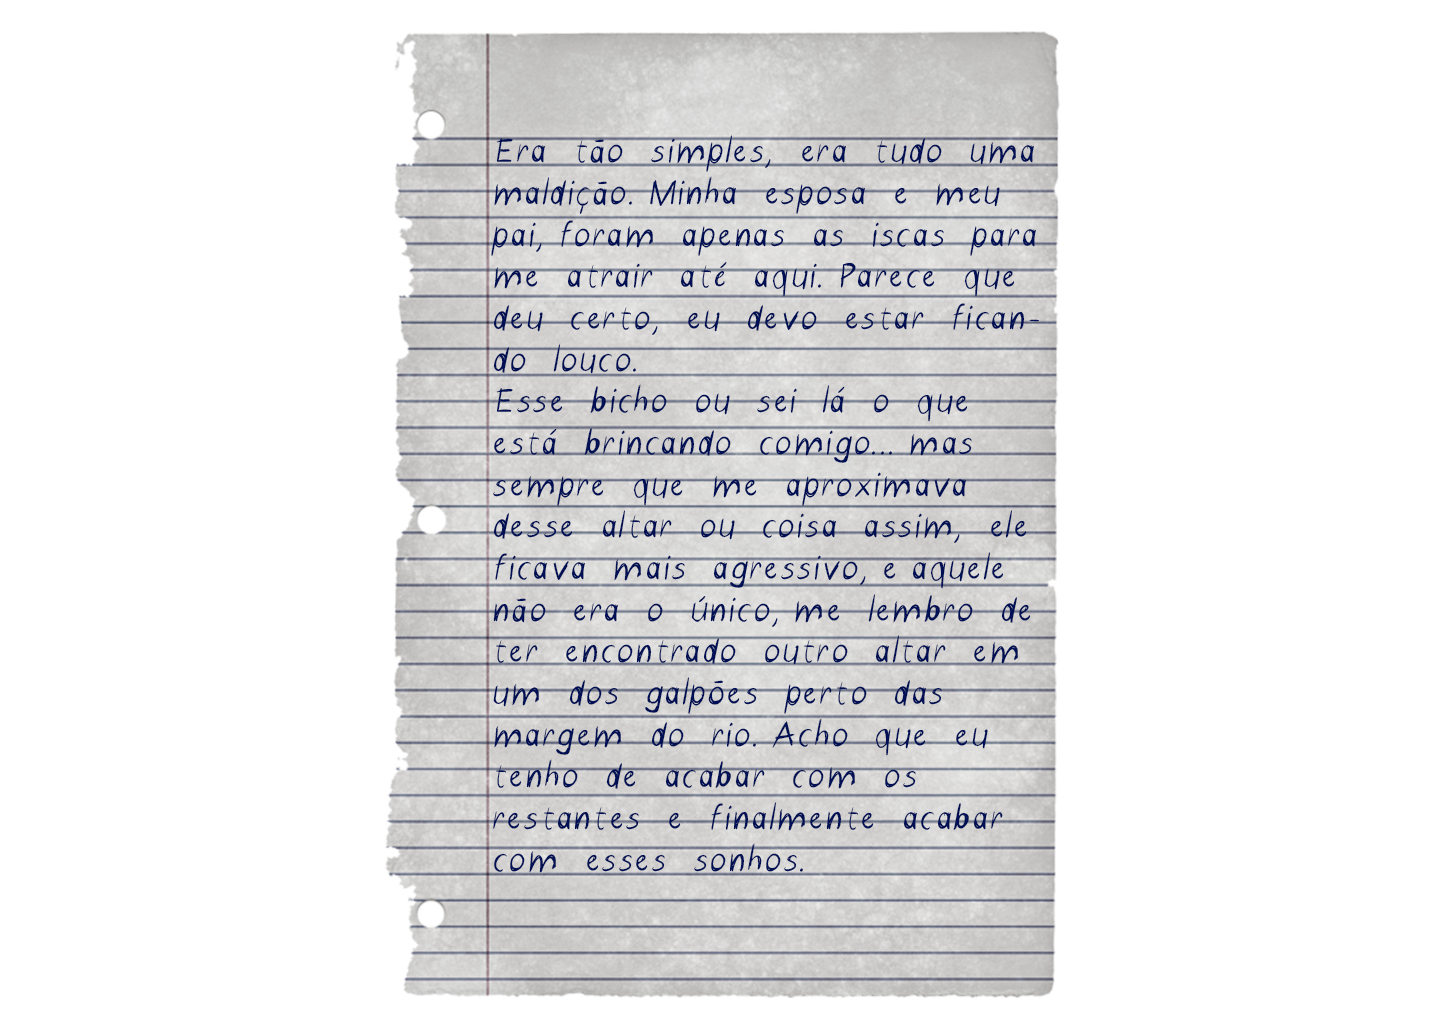 Era tão simples, era tudo uma
maldição. Minha esposa e meu
pai, foram apenas as iscas para
me atrair até aqui. Parece que
deu certo, eu devo estar fican-
do louco.
Esse bicho ou sei lá o que
está brincando comigo... mas
sempre que me aproximava
desse altar ou coisa assim, ele
ficava mais agressivo, e aquele
não era o único, me lembro de
ter encontrado outro altar em
um dos galpões perto das
margem do rio. Acho que eu
tenho de acabar com os
restantes e finalmente acabar
com esses sonhos.